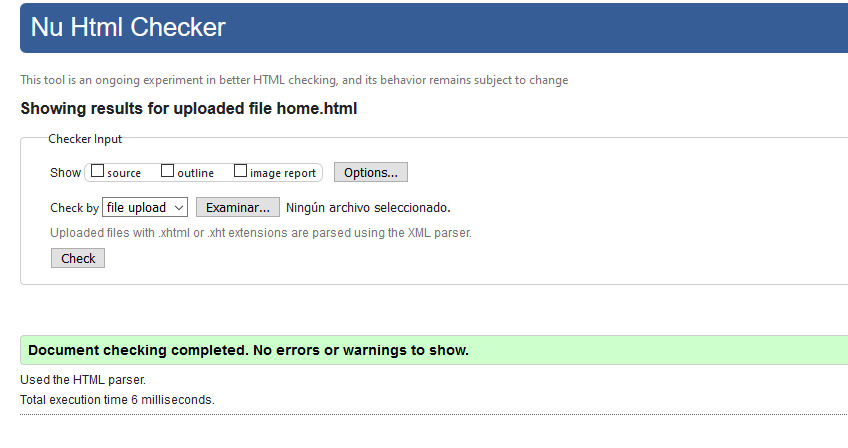 Nu Html Checker
This tool is an ongoing experiment in better HTML checking, and its behavior remains subject to change
Showing results for uploaded file home.html
Checker Input
Show source outline image report Options...
Check by file upload Examinar... Ningún archivo seleccionado.
Uploaded files with .xhtml or .xht extensions are parsed using the XML parser.
Check
Document checking completed. No errors or warnings to show.
Used the HTML parser.
Total execution time 6 milliseconds.